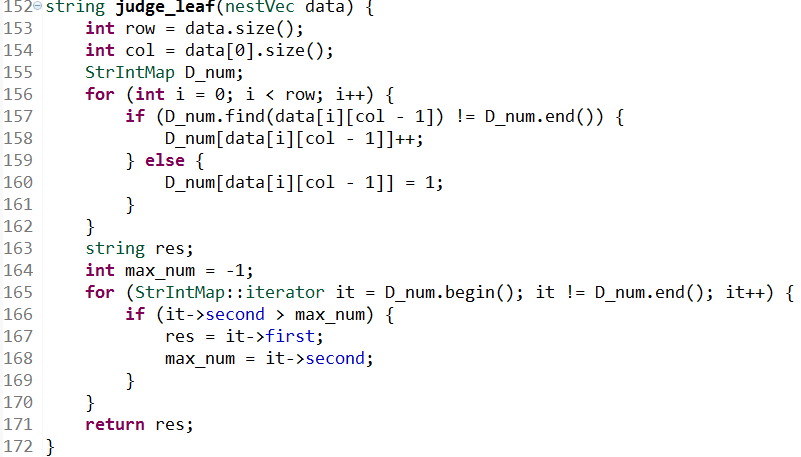 152 string judge_leaf(nestVec data) {
153     int row = data.size();
154     int col = data[0].size();
155     StrIntMap D_num;
156     for (int i = 0; i < row; i++) {
157         if (D_num.find(data[i][col - 1]) != D_num.end()) {
158             D_num[data[i][col - 1]]++;
159         } else {
160             D_num[data[i][col - 1]] = 1;
161         }
162     }
163     string res;
164     int max_num = -1;
165     for (StrIntMap::iterator it = D_num.begin(); it != D_num.end(); it++) {
166         if (it->second > max_num) {
167             res = it->first;
168             max_num = it->second;
169         }
170     }
171     return res;
172 }